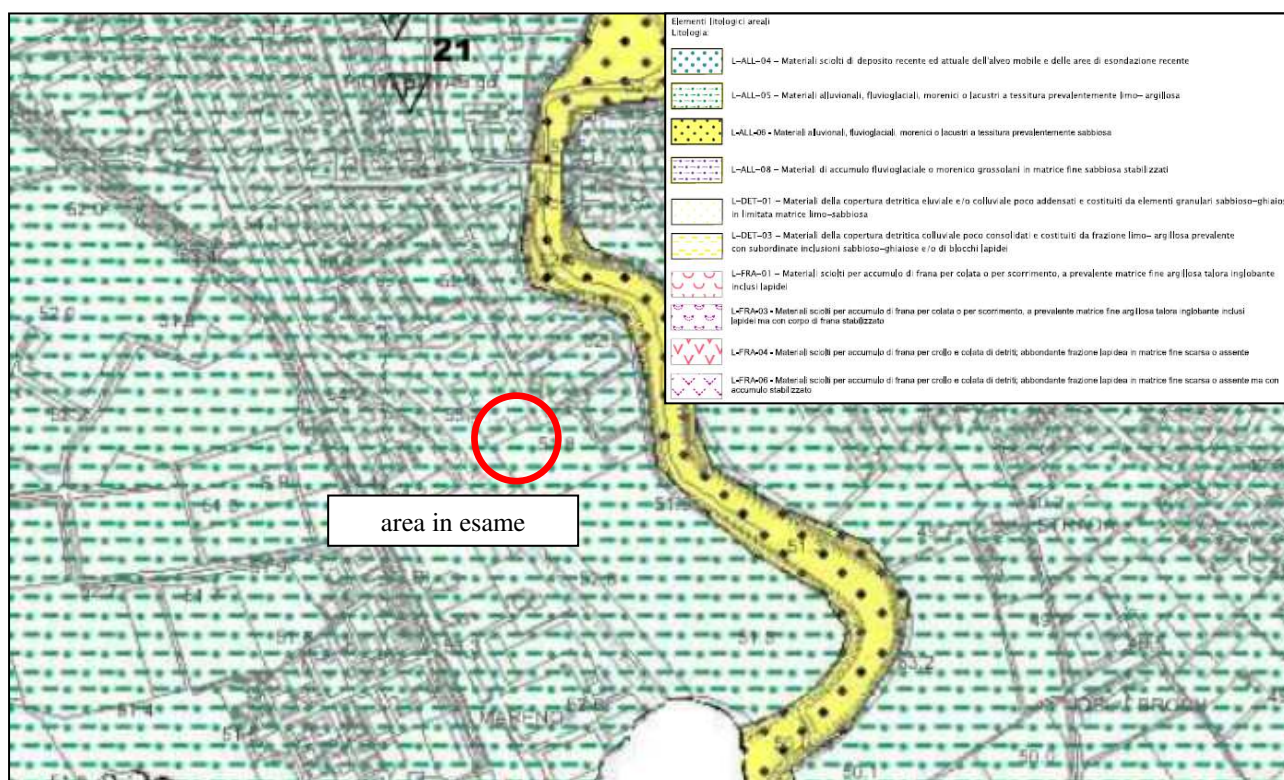 21
Elementi litologici areali
Litologia:
L-ALL-04 – Materiali sciolti di deposito recente ed attuale dell'alveo mobile e delle aree di esondazione recente
L-ALL-05 – Materiali alluvionali, fluvioglaciali, morenici o lacustri a tessitura prevalentemente limo- argillosa
L-ALL-06 - Materiali alluvionali, fluvioglaciali, morenici o lacustri a tessitura prevalentemente sabbiosa
L-ALL-08 – Materiali di accumulo fluvioglaciale o morenico grossolani in matrice fine sabbiosa stabilizzati
L-DET-01 – Materiali della copertura detritica eluviale e/o colluviale poco addensati e costituiti da elementi granulari sabbioso-ghiaiosi
in limitata matrice limo-sabbiosa
L-DET-03 – Materiali della copertura detritica colluviale poco consolidati e costituiti da frazione limo- argillosa prevalente
con subordinate inclusioni sabbioso-ghiaiose e/o di blocchi lapidei
L-FRA-01 – Materiali sciolti per accumulo di frana per colata o per scorrimento, a prevalente matrice fine argillosa talora inglobante
inclusi lapidei
L-FRA-03 - Materiali sciolti per accumulo di frana per colata o per scorrimento, a prevalente matrice fine argillosa talora inglobante inclusi
lapidei ma con corpo di frana stabilizzato
L-FRA-04 - Materiali sciolti per accumulo di frana per crollo e colata di detriti; abbondante frazione lapidea in matrice fine scarsa o assente
L-FRA-06 - Materiali sciolti per accumulo di frana per crollo e colata di detriti; abbondante frazione lapidea in matrice fine scarsa o assente ma con
accumulo stabilizzato
area in esame
51.5
53.2
MARENO
50.0
50.1